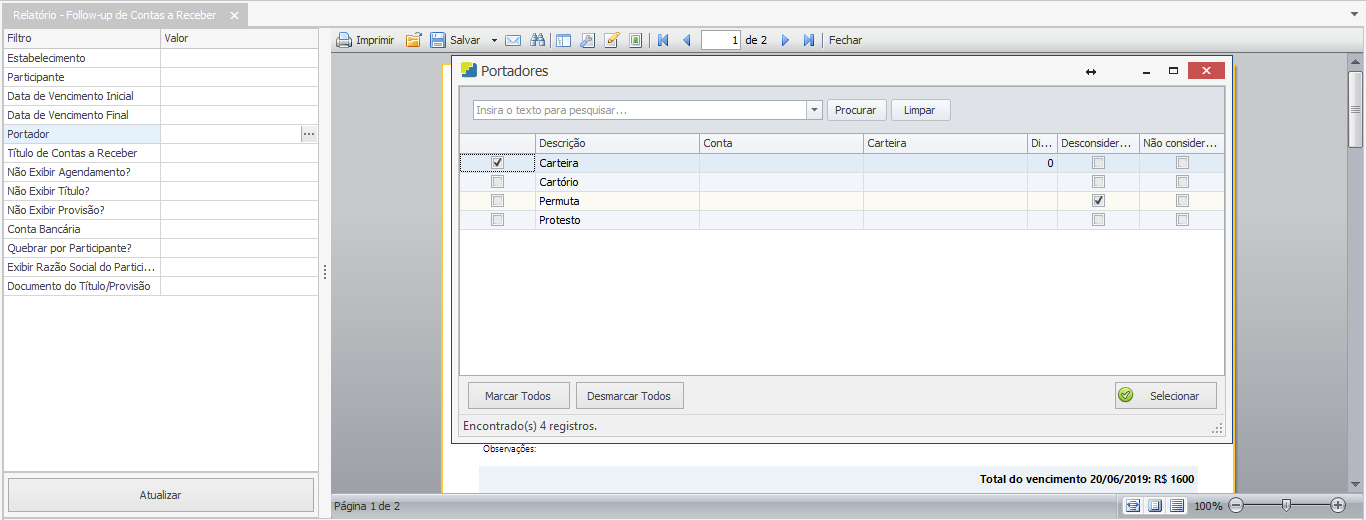 Relatório - Follow-up de Contas a Receber
Filtro Valor
Estabelecimento
Participante
Data de Vencimento Inicial
Data de Vencimento Final
Portador ...
Título de Contas a Receber
Não Exibir Agendamento?
Não Exibir Título?
Não Exibir Provisão?
Conta Bancária
Quebrar por Participante?
Exibir Razão Social do Partici...
Documento do Título/Provisão
Atualizar
Imprimir Salvar 1 de 2 Fechar
Portadores
Insira o texto para pesquisar... Procurar Limpar
Descrição Conta Carteira Di... Desconsider... Não consider...
Carteira 0
Cartório
Permuta
Protesto
Marcar Todos Desmarcar Todos Selecionar
Encontrado(s) 4 registros.
Observações:
Total do vencimento 20/06/2019: R$ 1600
Página 1 de 2 100%